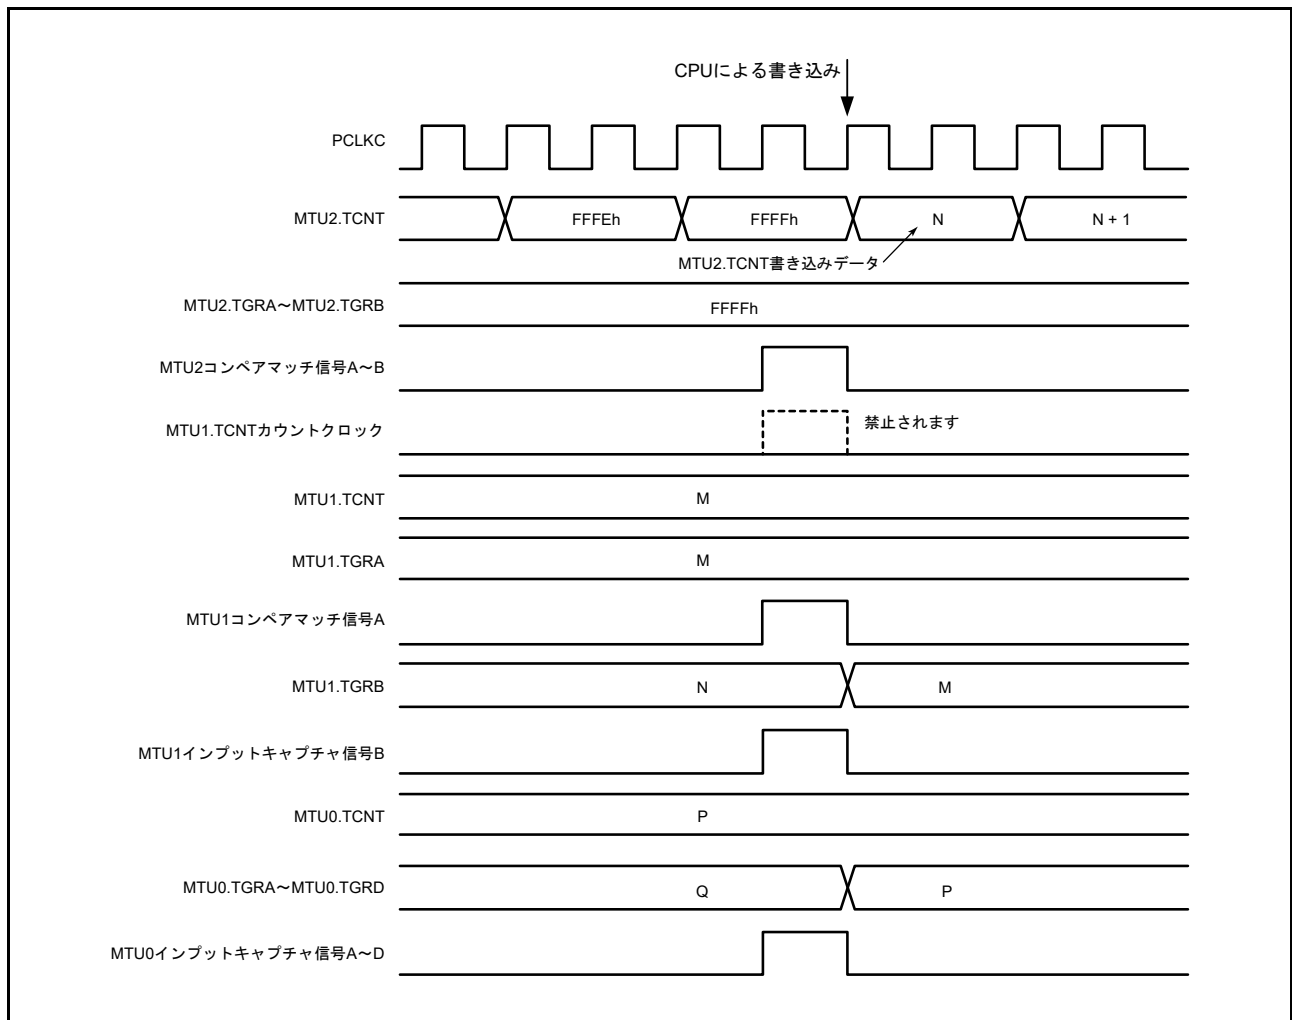 CPUによる書き込み
PCLKC
MTU2.TCNT
FFFEh
FFFFh
N
N + 1
MTU2.TCNT書き込みデータ
MTU2.TGRA～MTU2.TGRB
FFFFh
MTU2コンペアマッチ信号A～B
MTU1.TCNTカウントクロック
禁止されます
MTU1.TCNT
M
MTU1.TGRA
M
MTU1コンペアマッチ信号A
MTU1.TGRB
N
M
MTU1インプットキャプチャ信号B
MTU0.TCNT
P
MTU0.TGRA～MTU0.TGRD
Q
P
MTU0インプットキャプチャ信号A～D